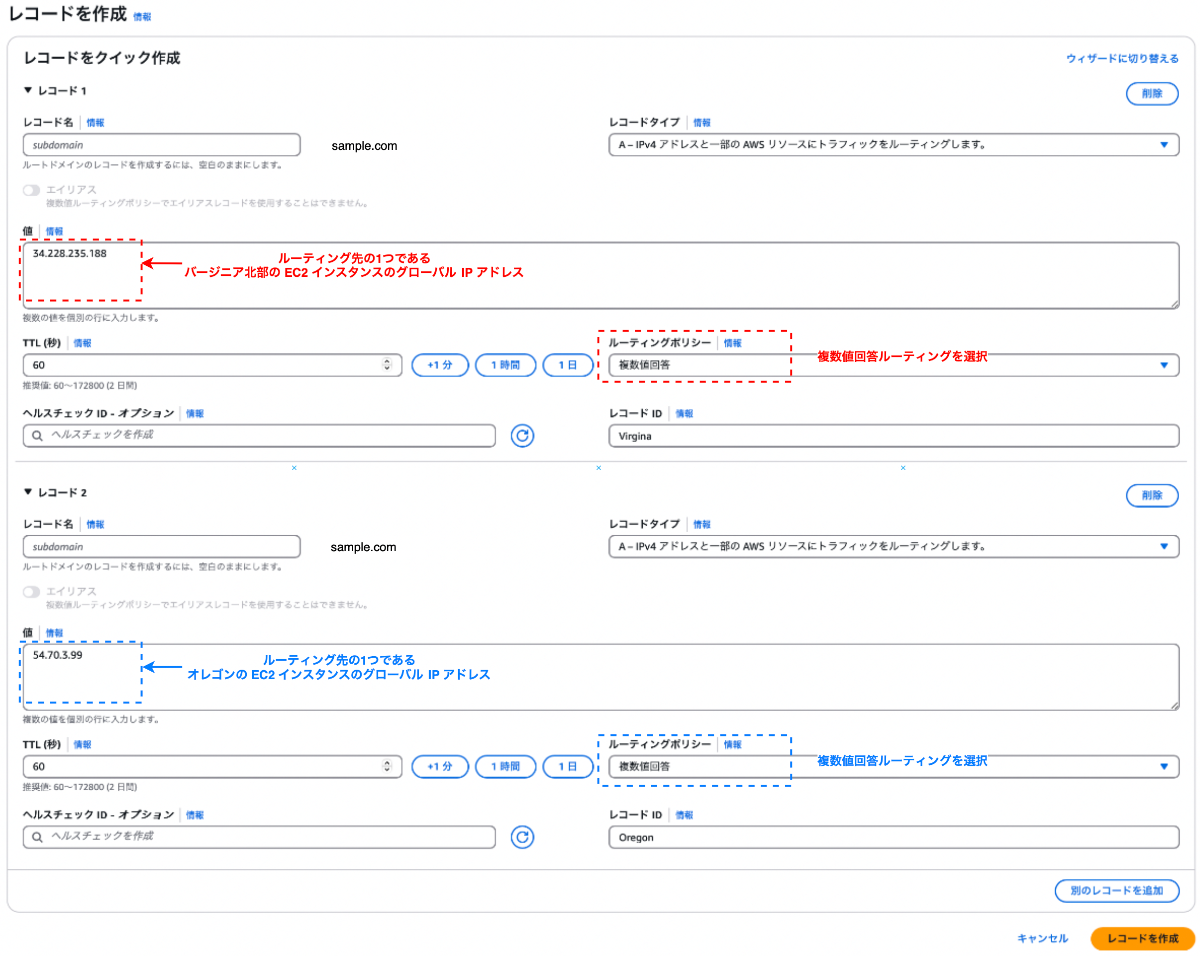 レコードを作成 情報
レコードをクイック作成
ウィザードに切り替える
▼ レコード 1
削除
レコード名 情報
レコードタイプ 情報
subdomain
sample.com
A – IPv4 アドレスと一部の AWS リソースにトラフィックをルーティングします。
ルートドメインのレコードを作成するには、空白のままにします。
エイリアス
複数値ルーティングポリシーでエイリアスレコードを使用することはできません。
値 情報
34.228.235.188
ルーティング先の1つである
バージニア北部の EC2 インスタンスのグローバル IP アドレス
複数の値を個別の行に入力します。
TTL (秒) 情報
ルーティングポリシー 情報
60
+1 分
1 時間
1 日
複数値回答
複数値回答ルーティングを選択
推奨値: 60～172800 (2 日間)
ヘルスチェック ID - オプション 情報
レコード ID 情報
ヘルスチェックを作成
Virgina
▼ レコード 2
削除
レコード名 情報
レコードタイプ 情報
subdomain
sample.com
A – IPv4 アドレスと一部の AWS リソースにトラフィックをルーティングします。
ルートドメインのレコードを作成するには、空白のままにします。
エイリアス
複数値ルーティングポリシーでエイリアスレコードを使用することはできません。
値 情報
54.70.3.99
ルーティング先の1つである
オレゴンの EC2 インスタンスのグローバル IP アドレス
複数の値を個別の行に入力します。
TTL (秒) 情報
ルーティングポリシー 情報
60
+1 分
1 時間
1 日
複数値回答
複数値回答ルーティングを選択
推奨値: 60～172800 (2 日間)
ヘルスチェック ID - オプション 情報
レコード ID 情報
ヘルスチェックを作成
Oregon
別のレコードを追加
キャンセル
レコードを作成